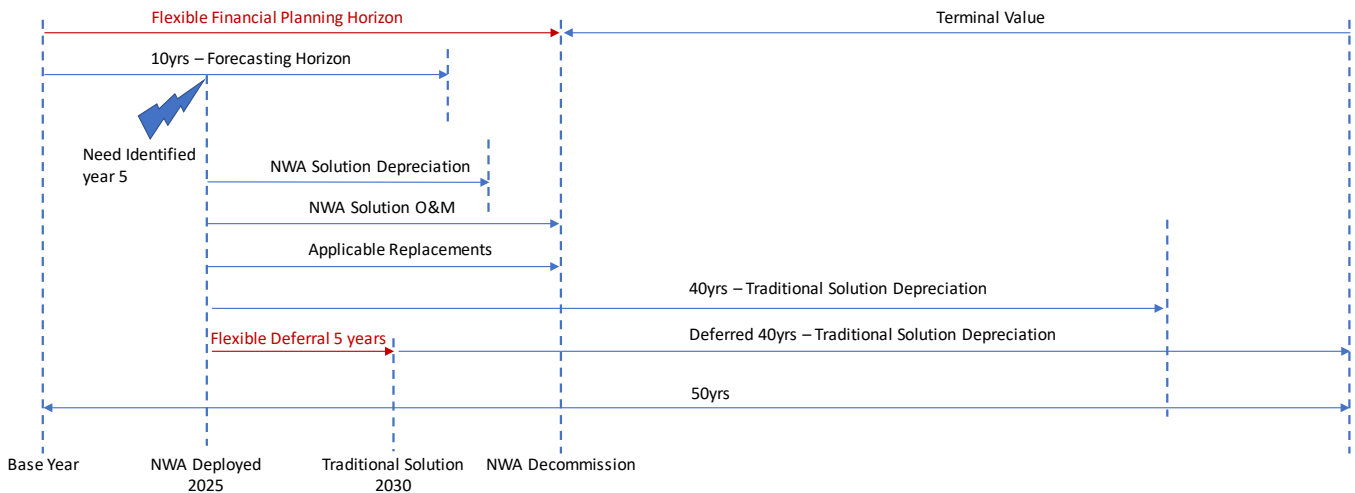 Flexible Financial Planning Horizon
Terminal Value
10yrs – Forecasting Horizon
Need Identified
year 5
NWA Solution Depreciation
NWA Solution O&M
Applicable Replacements
40yrs – Traditional Solution Depreciation
Flexible Deferral 5 years
Deferred 40yrs – Traditional Solution Depreciation
50yrs
Base Year
NWA Deployed
2025
Traditional Solution
2030
NWA Decommission